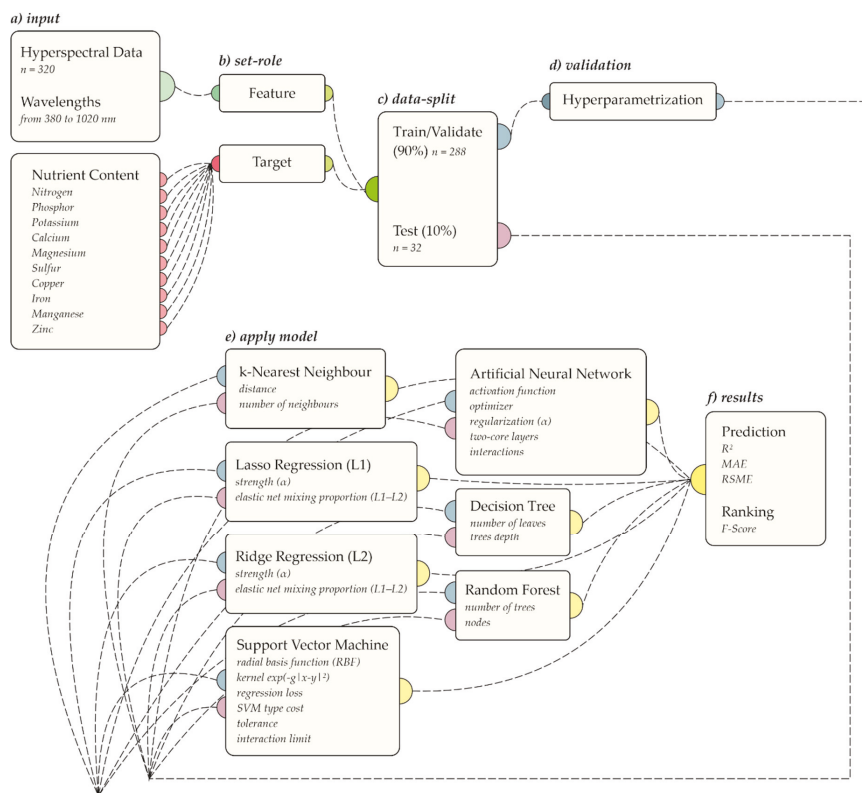 a) input
Hyperspectral Data
n = 320
Wavelengths
from 380 to 1020 nm
Nutrient Content
Nitrogen
Phosphor
Potassium
Calcium
Magnesium
Sulfur
Copper
Iron
Manganese
Zinc
b) set-role
Feature
Target
c) data-split
Train/Validate
(90%) n = 288
Test (10%)
n = 32
d) validation
Hyperparametrization
e) apply model
k-Nearest Neighbour
distance
number of neighbours
Lasso Regression (L1)
strength (α)
elastic net mixing proportion (L1–L2)
Ridge Regression (L2)
strength (α)
elastic net mixing proportion (L1–L2)
Support Vector Machine
radial basis function (RBF)
kernel exp(-g|x-y|²)
regression loss
SVM type cost
tolerance
interaction limit
Artificial Neural Network
activation function
optimizer
regularization (α)
two-core layers
interactions
Decision Tree
number of leaves
trees depth
Random Forest
number of trees
nodes
f) results
Prediction
R²
MAE
RSME
Ranking
F-Score